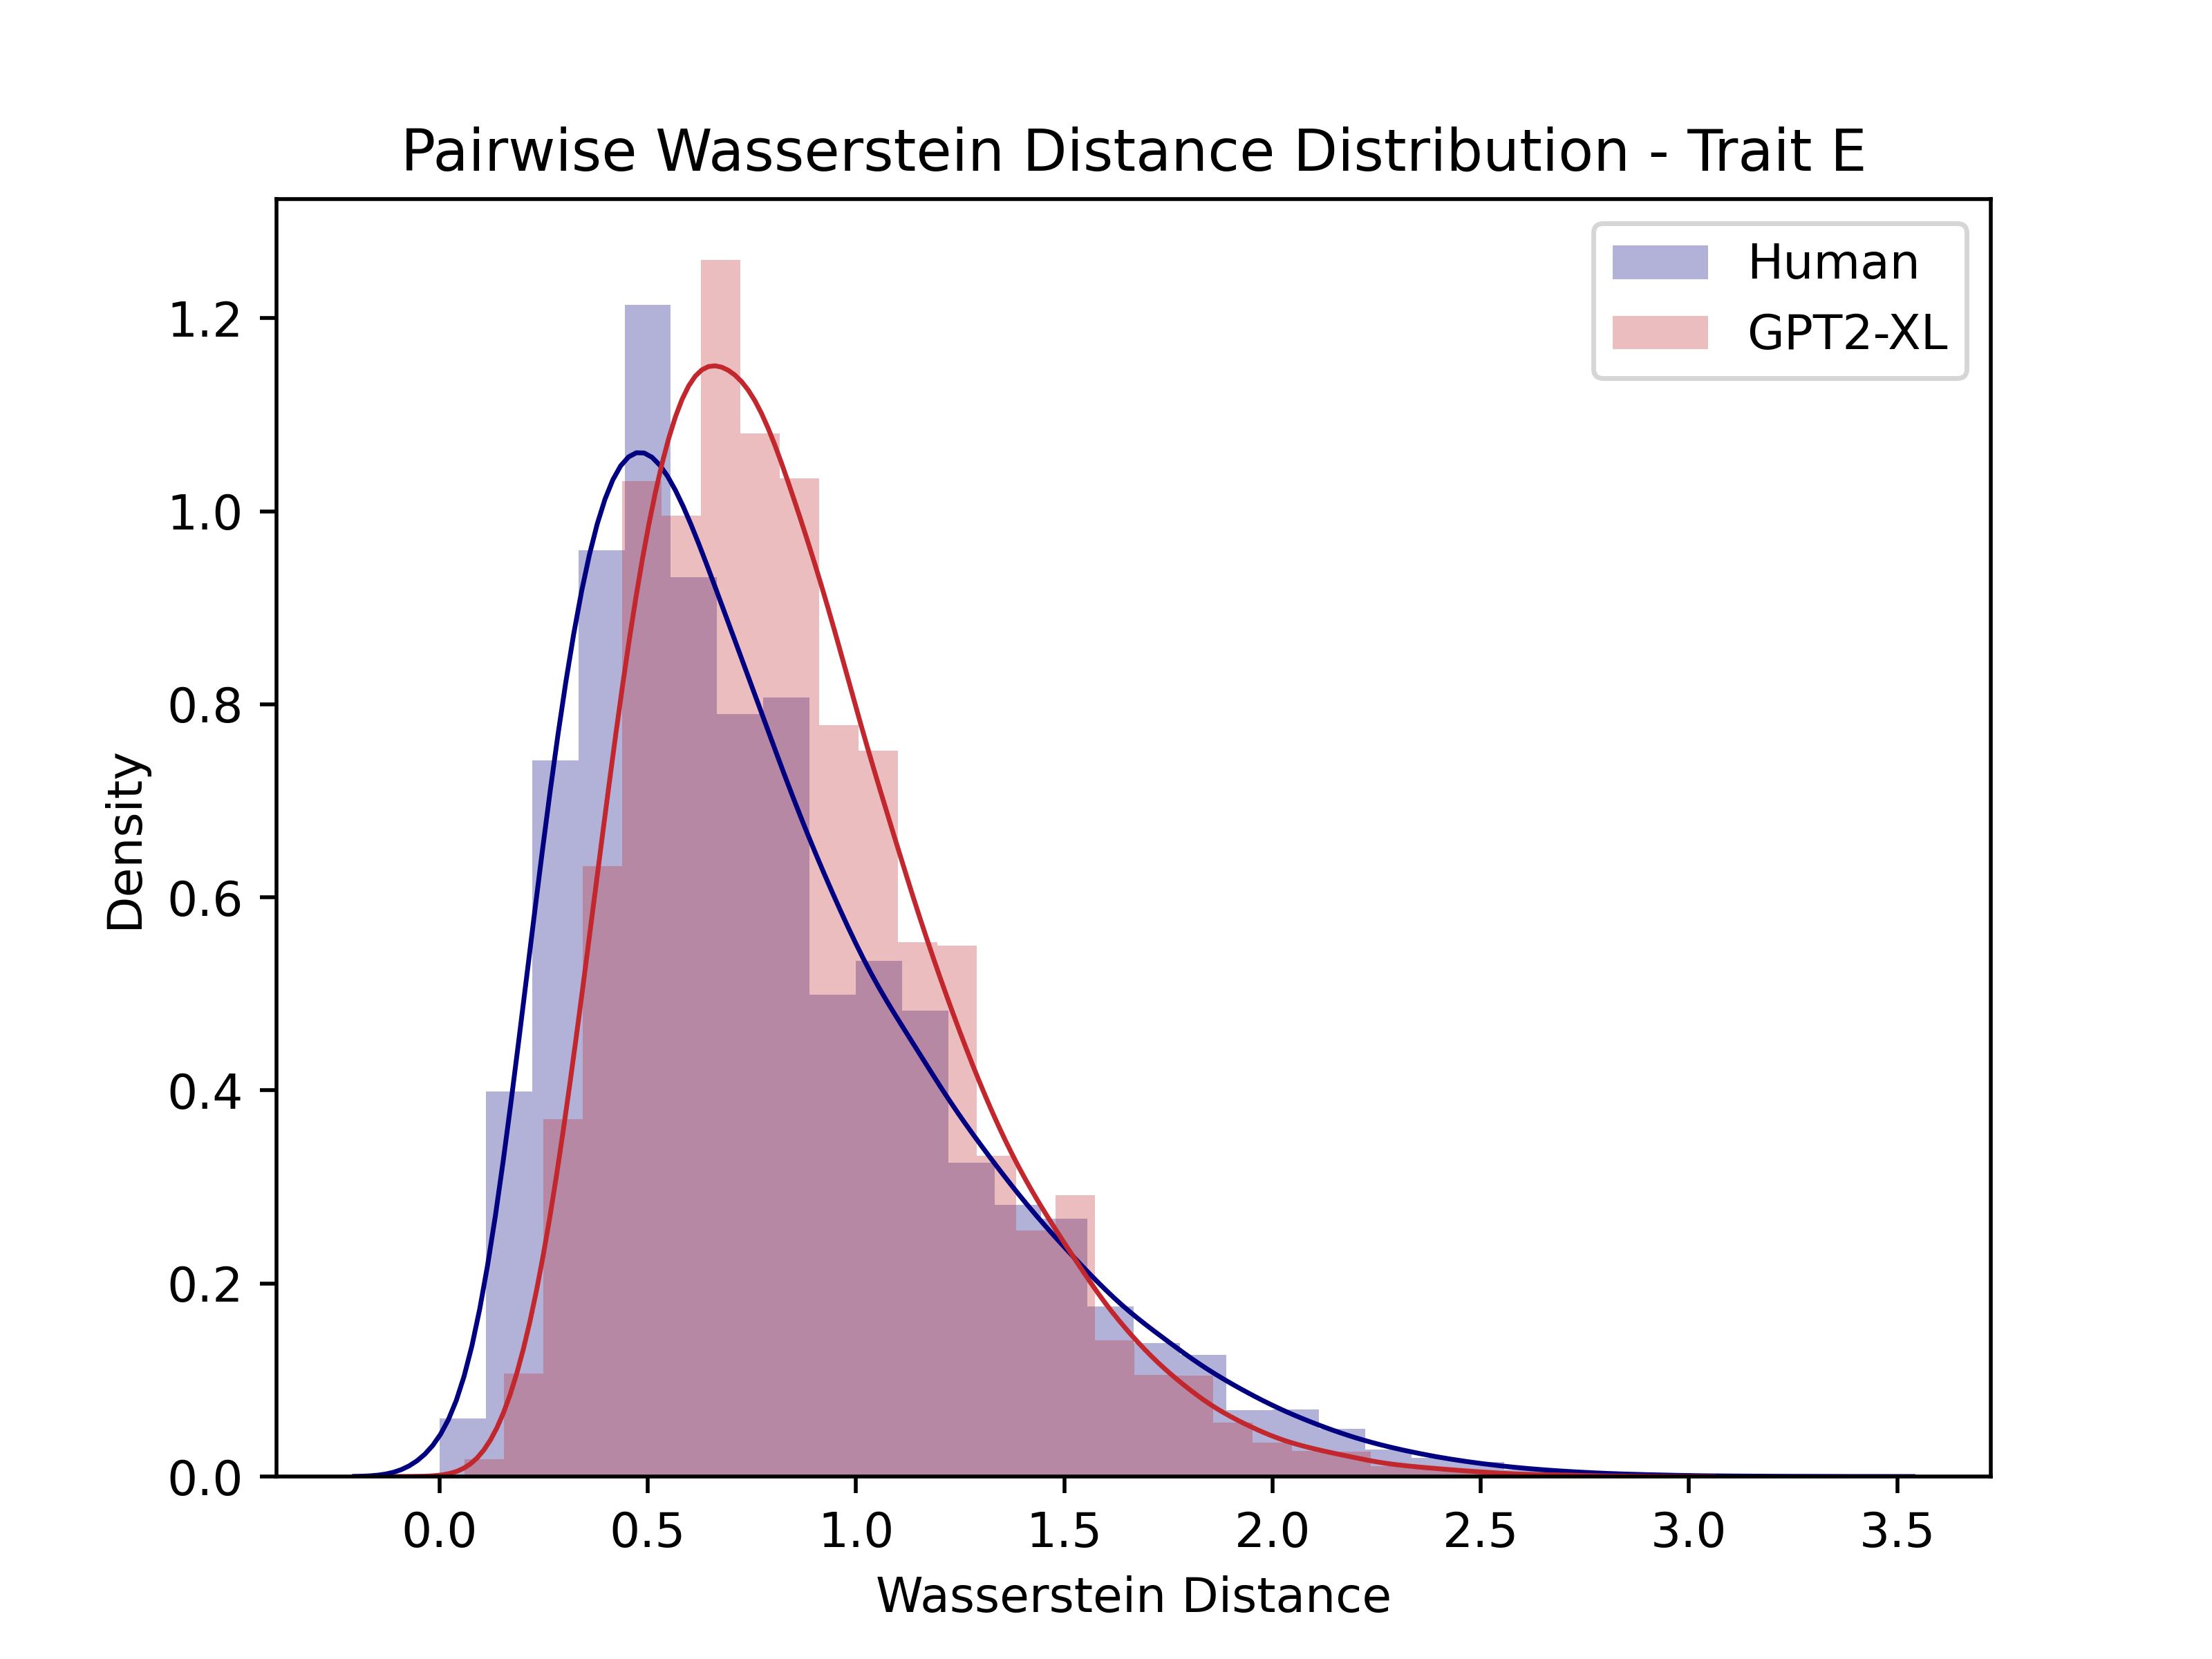 Pairwise Wasserstein Distance Distribution - Trait E
Human
GPT2-XL
1.2
1.0
0.8
0.6
0.4
0.2
0.0
Density
0.0 0.5 1.0 1.5 2.0 2.5 3.0 3.5
Wasserstein Distance